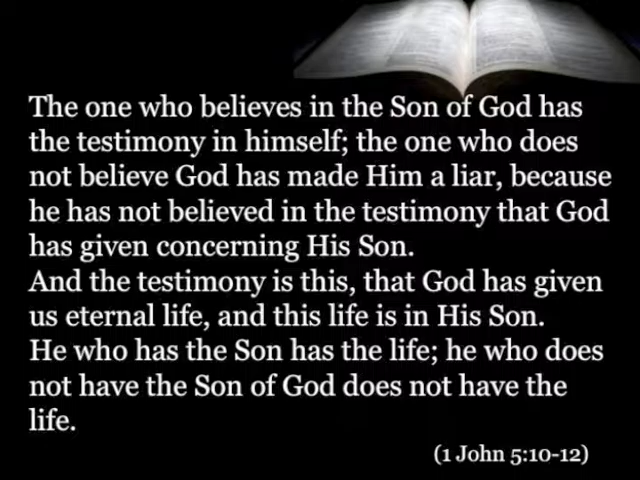 The one who believes in the Son of God has
the testimony in himself; the one who does
not believe God has made Him a liar, because
he has not believed in the testimony that God
has given concerning His Son.
And the testimony is this, that God has given
us eternal life, and this life is in His Son.
He who has the Son has the life; he who does
not have the Son of God does not have the
life.
(1 John 5:10-12)